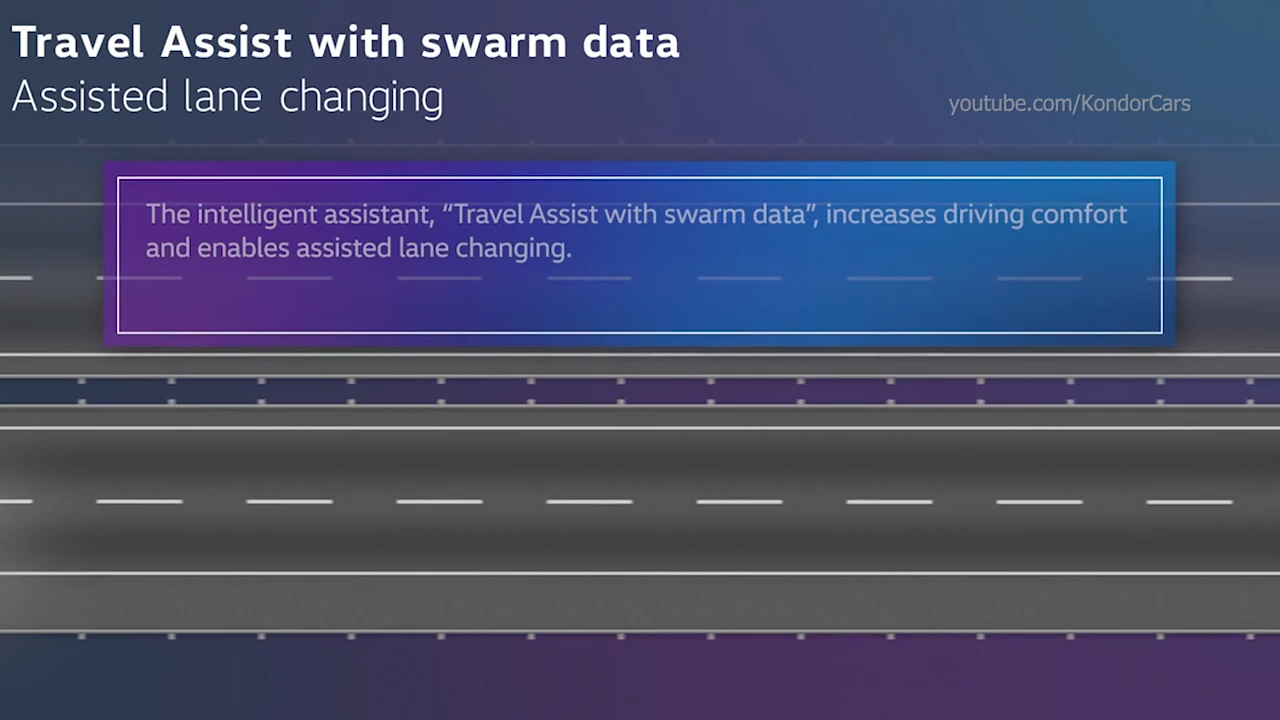 Travel Assist with swarm data
Assisted lane changing
youtube.com/KondorCars
The intelligent assistant, “Travel Assist with swarm data”, increases driving comfort
and enables assisted lane changing.